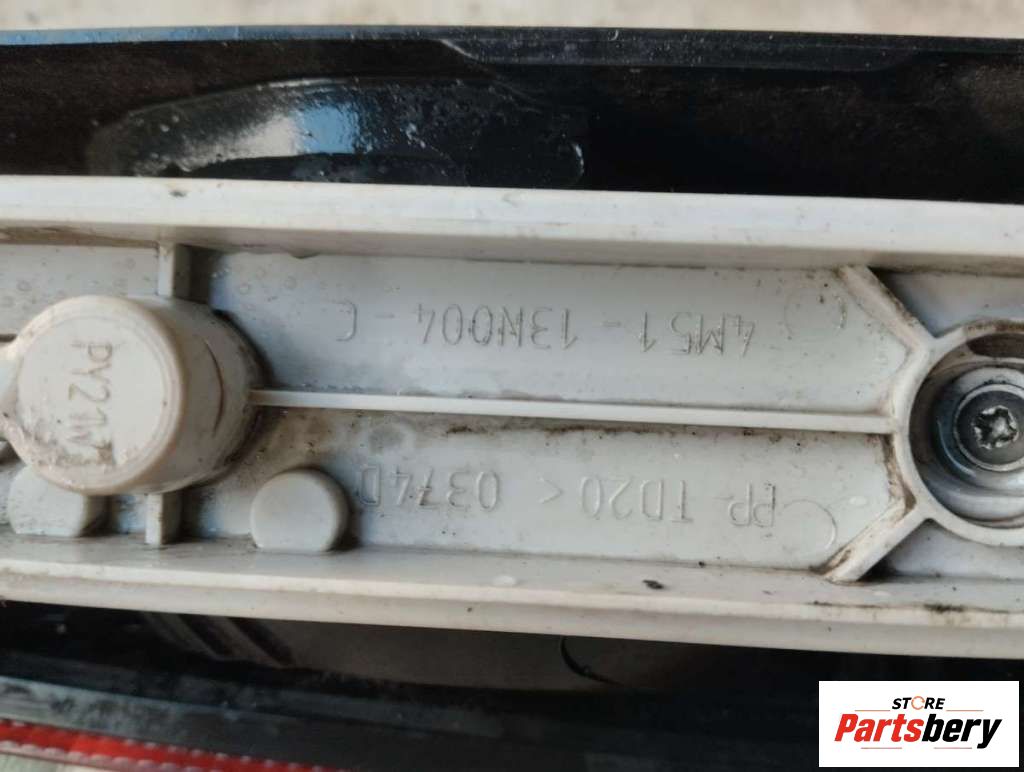 4M51-13N004-C
>PP TD20< 0374D
PY21W
STORE
Partsbery